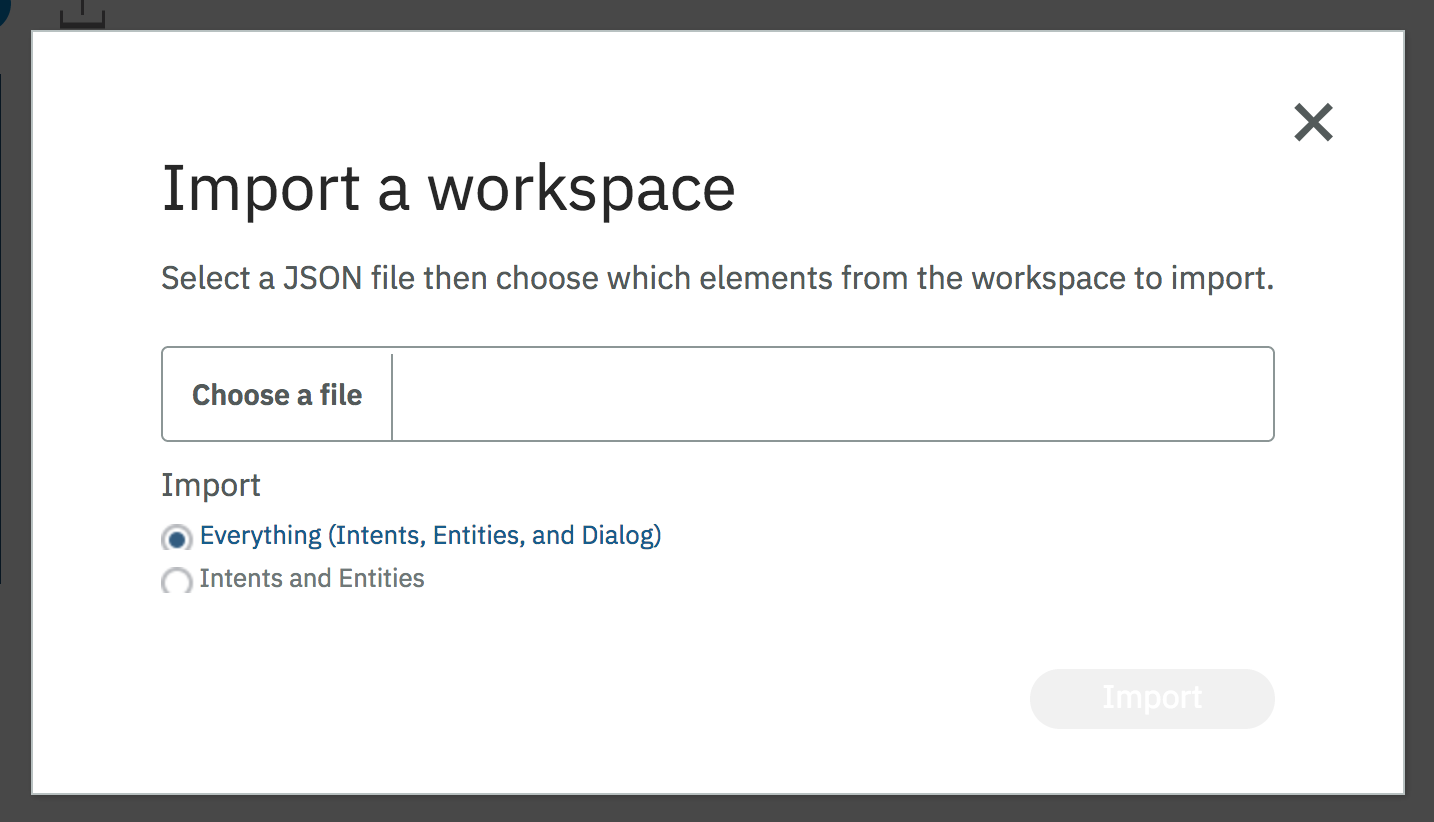 Import a workspace
Select a JSON file then choose which elements from the workspace to import.
Choose a file
Import
Everything (Intents, Entities, and Dialog)
Intents and Entities
Import